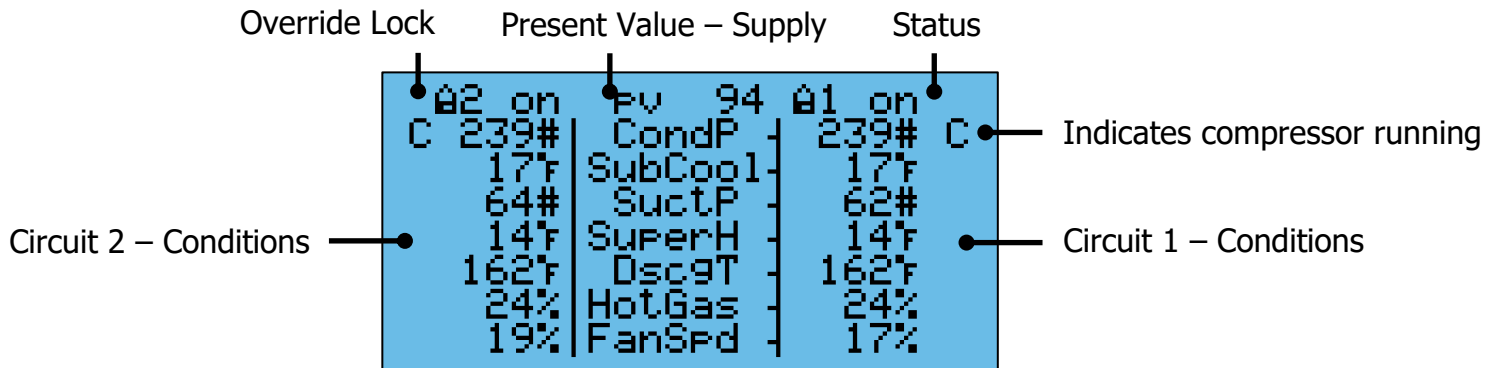 Override Lock Present Value – Supply Status
2 on pv 94 1 on
C 239# CondP 239# C Indicates compressor running
17°F SubCool 17°F
64# SuctP 62#
Circuit 2 – Conditions 14°F SuperH 14°F Circuit 1 – Conditions
162°F DscgT 162°F
24% HotGas 24%
19% FanSpd 17%